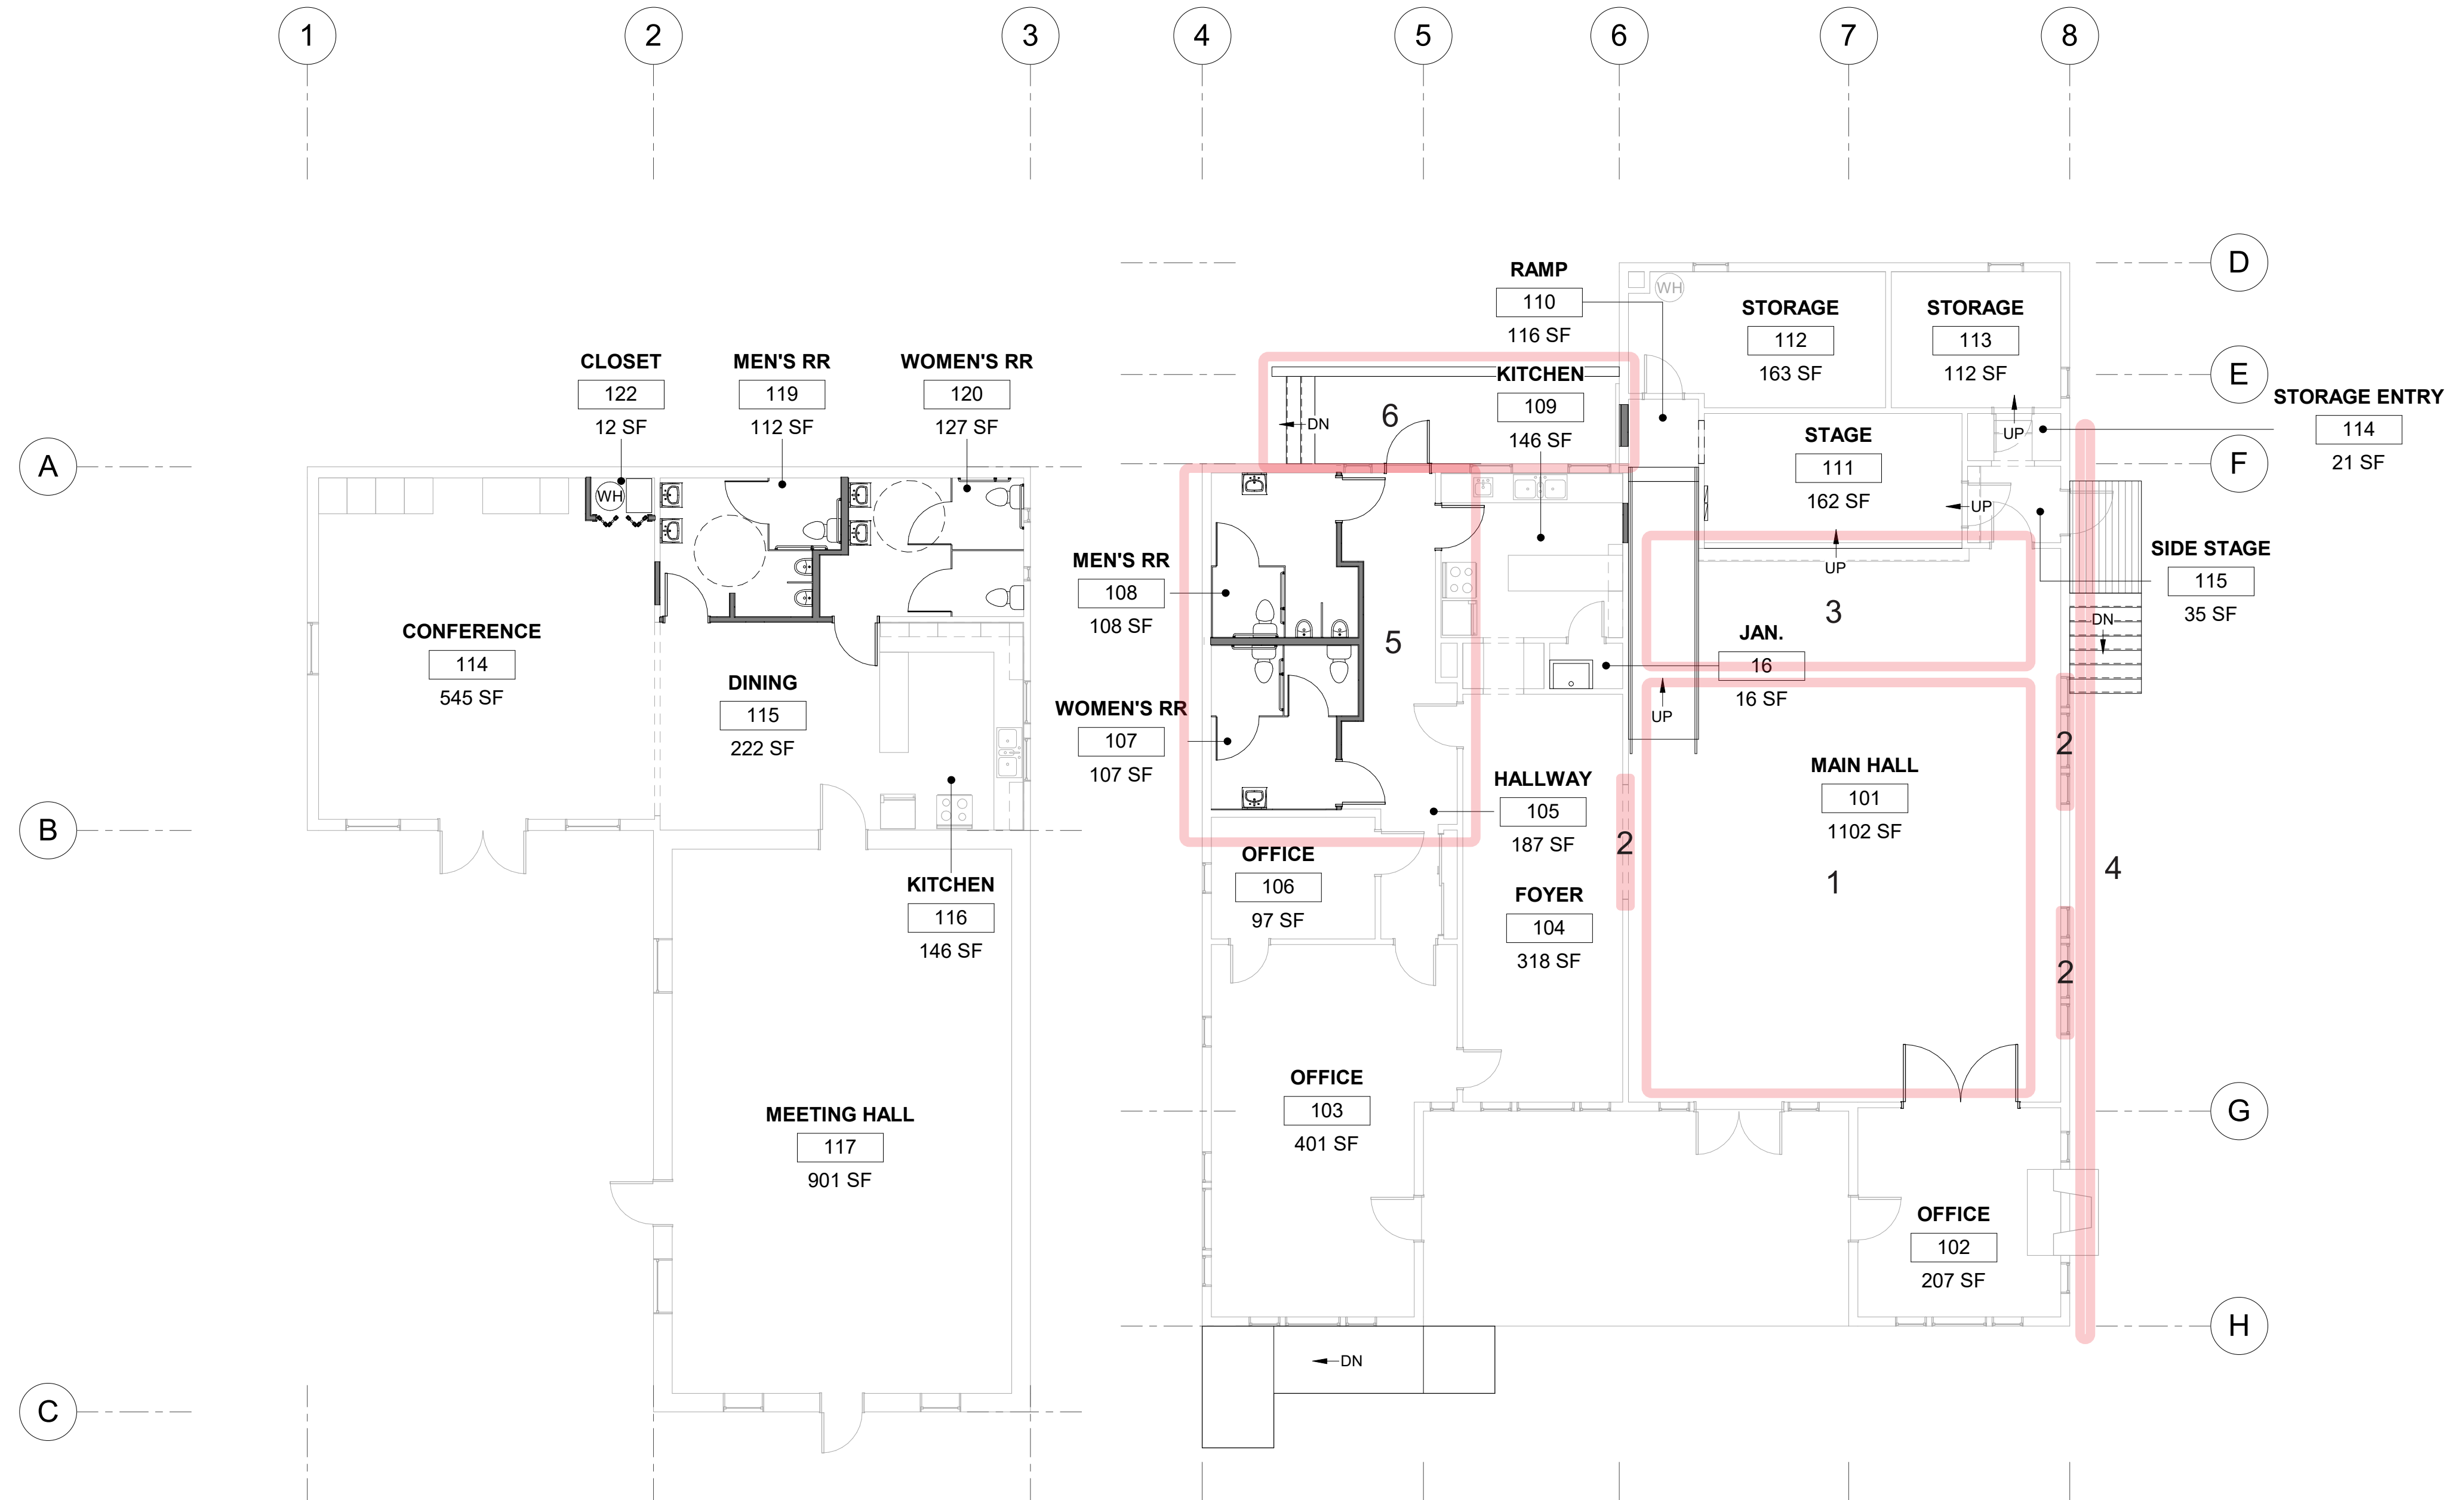 1
2
3
4
5
6
7
8
D
RAMP
110
116 SF
WH
STORAGE
112
163 SF
STORAGE
113
112 SF
E
CLOSET
122
12 SF
MEN'S RR
119
112 SF
WOMEN'S RR
120
127 SF
KITCHEN
109
146 SF
6
DN
STORAGE ENTRY
114
21 SF
UP
STAGE
111
162 SF
UP
F
A
WH
SIDE STAGE
115
35 SF
DN
UP
3
MEN'S RR
108
108 SF
5
JAN.
16
16 SF
UP
CONFERENCE
114
545 SF
DINING
115
222 SF
WOMEN'S RR
107
107 SF
2
MAIN HALL
101
1102 SF
HALLWAY
105
187 SF
2
B
OFFICE
106
97 SF
1
4
KITCHEN
116
146 SF
FOYER
104
318 SF
2
OFFICE
103
401 SF
G
MEETING HALL
117
901 SF
OFFICE
102
207 SF
H
DN
C